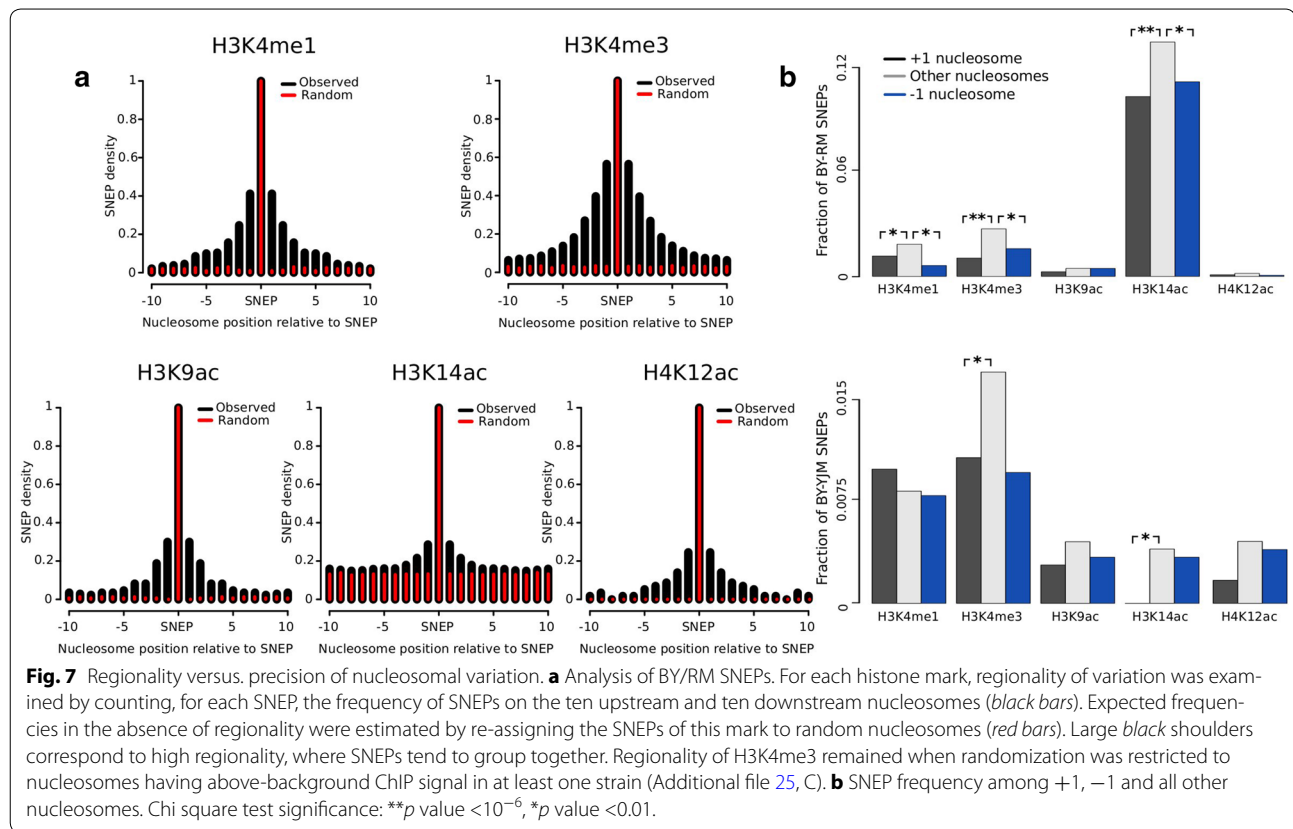 a
H3K4me1
Observed
Random
SNEP density
1
0.8
0.6
0.4
0.2
0
-10
-5
SNEP
5
10
Nucleosome position relative to SNEP
H3K4me3
Observed
Random
SNEP density
1
0.8
0.6
0.4
0.2
0
-10
-5
SNEP
5
10
Nucleosome position relative to SNEP
H3K9ac
Observed
Random
SNEP density
1
0.8
0.6
0.4
0.2
0
-10
-5
SNEP
5
10
Nucleosome position relative to SNEP
H3K14ac
Observed
Random
SNEP density
1
0.8
0.6
0.4
0.2
0
-10
-5
SNEP
5
10
Nucleosome position relative to SNEP
H4K12ac
Observed
Random
SNEP density
1
0.8
0.6
0.4
0.2
0
-10
-5
SNEP
5
10
Nucleosome position relative to SNEP
b
+1 nucleosome
Other nucleosomes
-1 nucleosome
Fraction of BY-RM SNEPs
0.12
0.06
0
* *
** *
** *
H3K4me1 H3K4me3 H3K9ac H3K14ac H4K12ac
Fraction of BY-YJM SNEPs
0.015
0.0075
0
*
*
H3K4me1 H3K4me3 H3K9ac H3K14ac H4K12ac
Fig. 7 Regionality versus. precision of nucleosomal variation. a Analysis of BY/RM SNEPs. For each histone mark, regionality of variation was exam-
ined by counting, for each SNEP, the frequency of SNEPs on the ten upstream and ten downstream nucleosomes (black bars). Expected frequen-
cies in the absence of regionality were estimated by re-assigning the SNEPs of this mark to random nucleosomes (red bars). Large black shoulders
correspond to high regionality, where SNEPs tend to group together. Regionality of H3K4me3 remained when randomization was restricted to
nucleosomes having above-background ChIP signal in at least one strain (Additional file 25, C). b SNEP frequency among +1, −1 and all other
nucleosomes. Chi square test significance: **p value <10⁻⁶, *p value <0.01.